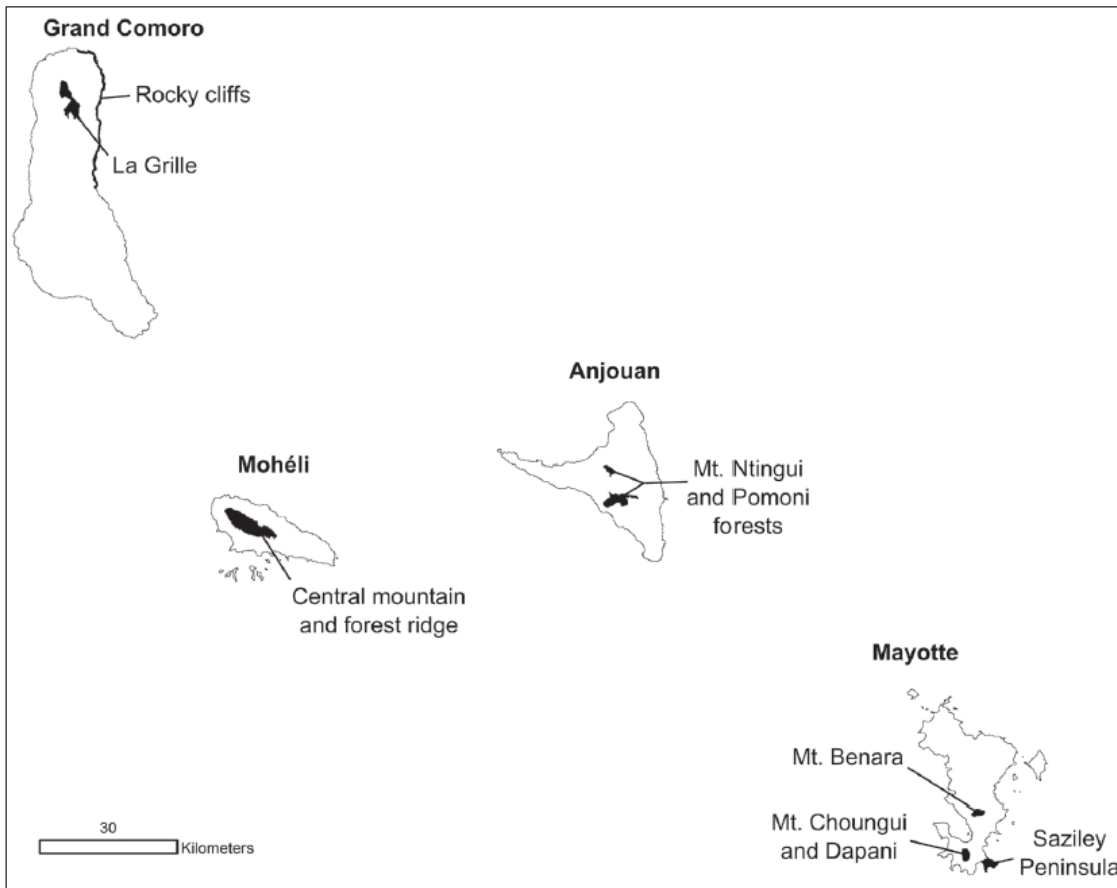 Grand Comoro
Rocky cliffs
La Grille
Anjouan
Mohéli
Mt. Ntingui
and Pomoni
forests
Central mountain
and forest ridge
Mayotte
Mt. Benara
Mt. Choungui
and Dapani
Saziley
Peninsula
30
Kilometers